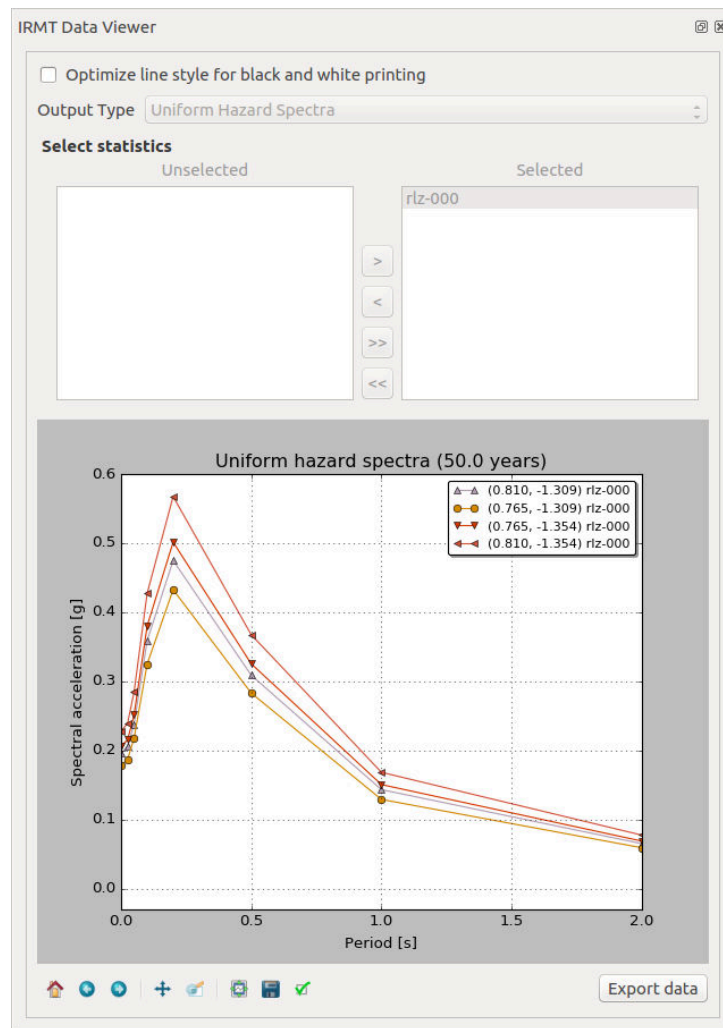 IRMT Data Viewer
Optimize line style for black and white printing
Output Type Uniform Hazard Spectra
Select statistics
Unselected Selected
rlz-000
>
<
>>
<<
Uniform hazard spectra (50.0 years)
(0.810, -1.309) rlz-000
(0.765, -1.309) rlz-000
(0.765, -1.354) rlz-000
(0.810, -1.354) rlz-000
Spectral acceleration [g]
0.6
0.5
0.4
0.3
0.2
0.1
0.0
0.0 0.5 1.0 1.5 2.0
Period [s]
Export data